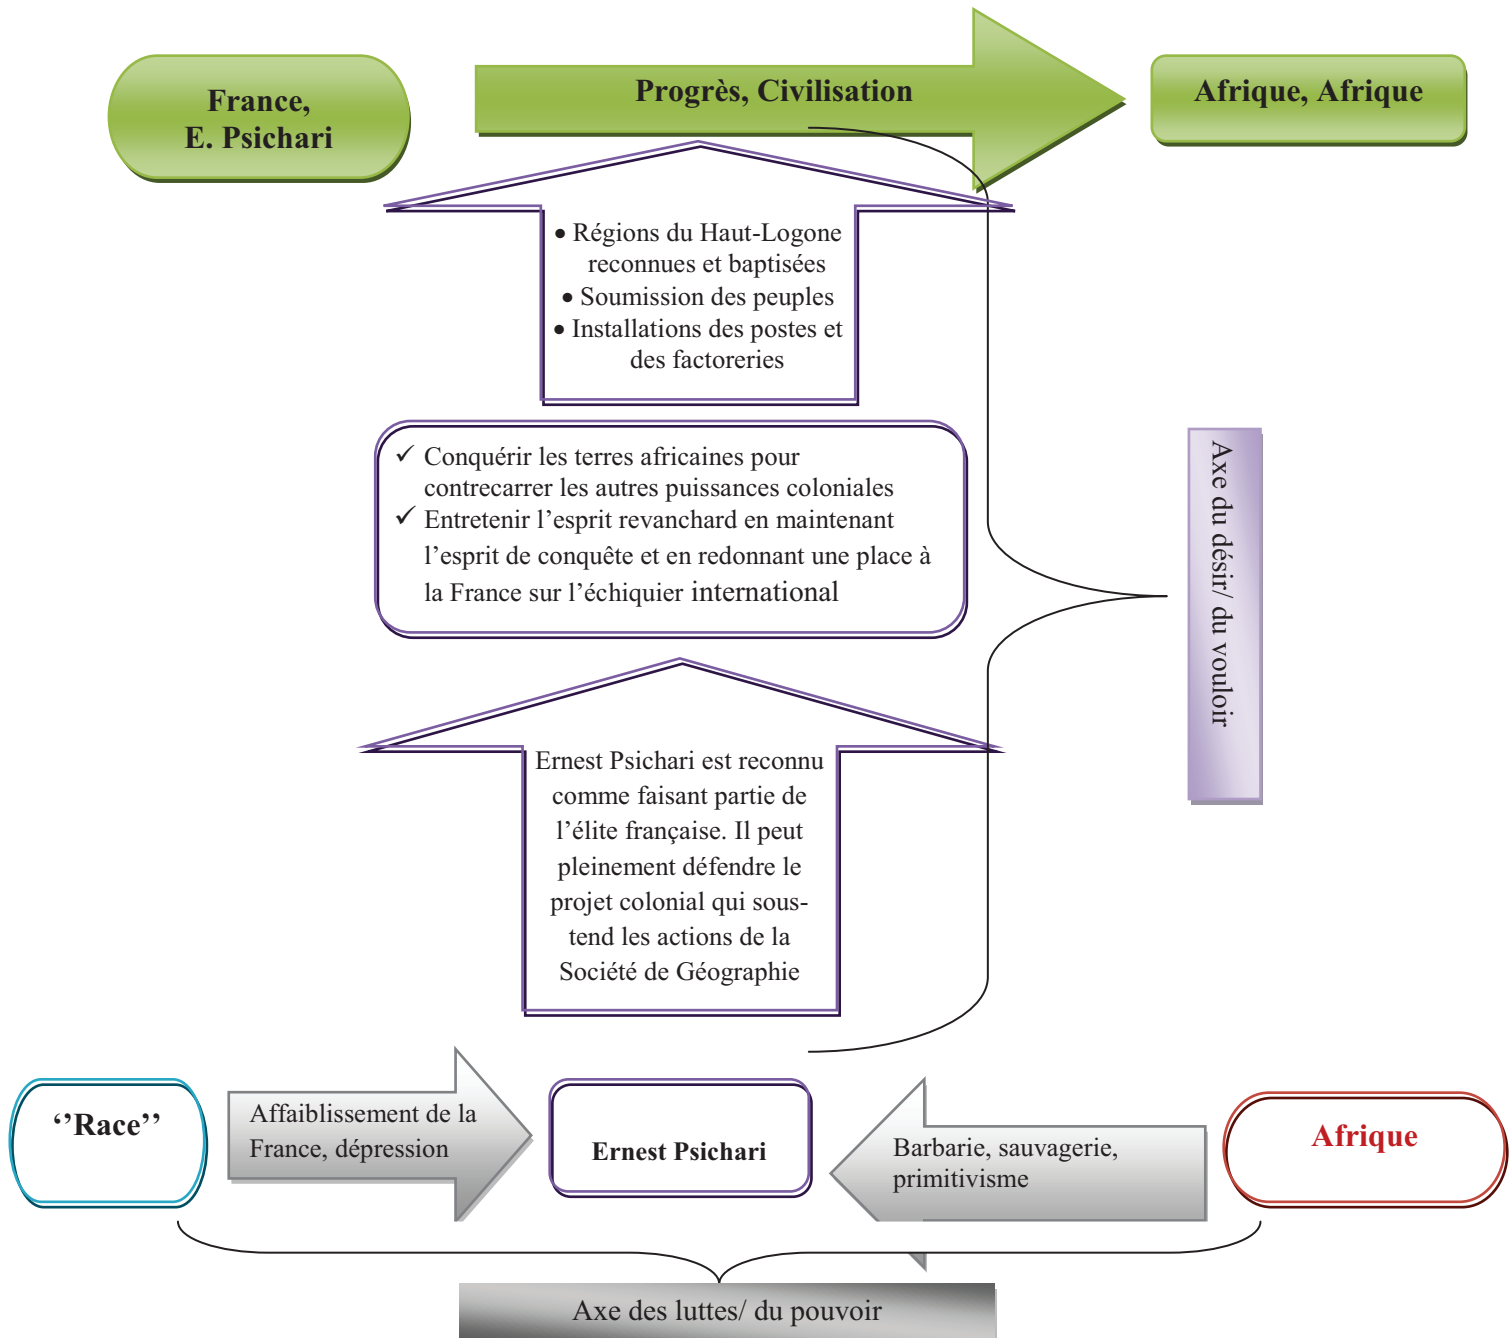 France,
E. Psichari
Progrès, Civilisation
Afrique, Afrique
• Régions du Haut-Logone
reconnues et baptisées
• Soumission des peuples
• Installations des postes et
des factoreries
✓ Conquérir les terres africaines pour
contrecarrer les autres puissances coloniales
✓ Entretenir l’esprit revanchard en maintenant
l’esprit de conquête et en redonnant une place à
la France sur l’échiquier international
Axe du désir/ du vouloir
Ernest Psichari est reconnu
comme faisant partie de
l’élite française. Il peut
pleinement défendre le
projet colonial qui sous-
tend les actions de la
Société de Géographie
‘’Race’’
Affaiblissement de la
France, dépression
Ernest Psichari
Barbarie, sauvagerie,
primitivisme
Afrique
Axe des luttes/ du pouvoir